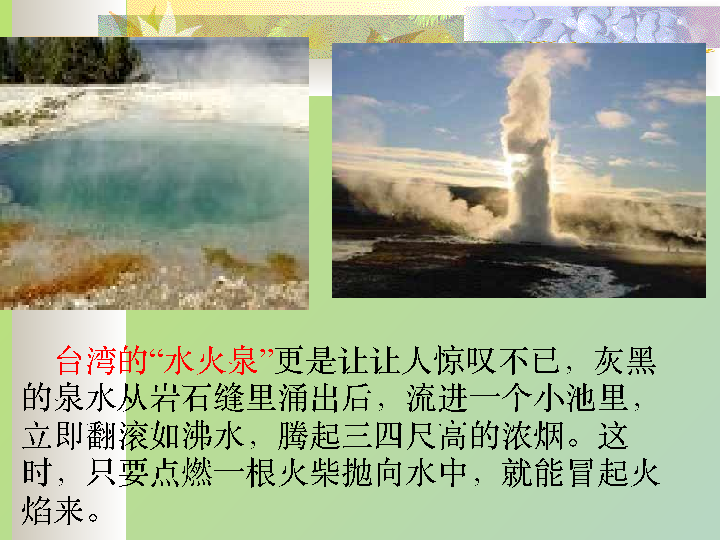 台湾的“水火泉”更是让让人惊叹不已，灰黑
的泉水从岩石缝里涌出后，流进一个小池里，
立即翻滚如沸水，腾起三四尺高的浓烟。这
时，只要点燃一根火柴抛向水中，就能冒起火
焰来。